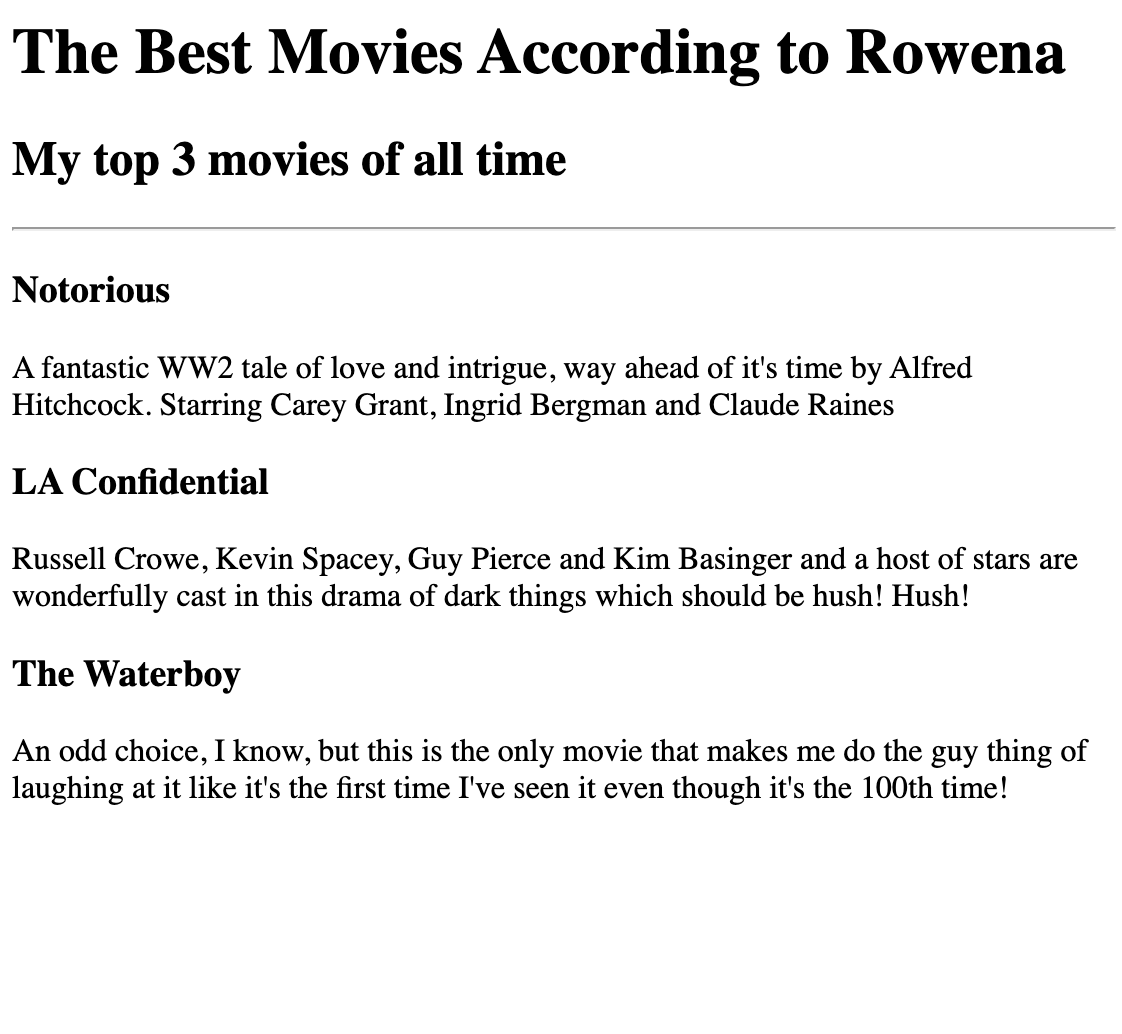 The Best Movies According to Rowena
My top 3 movies of all time
Notorious
A fantastic WW2 tale of love and intrigue, way ahead of it's time by Alfred
Hitchcock. Starring Carey Grant, Ingrid Bergman and Claude Raines
LA Confidential
Russell Crowe, Kevin Spacey, Guy Pierce and Kim Basinger and a host of stars are
wonderfully cast in this drama of dark things which should be hush! Hush!
The Waterboy
An odd choice, I know, but this is the only movie that makes me do the guy thing of
laughing at it like it's the first time I've seen it even though it's the 100th time!